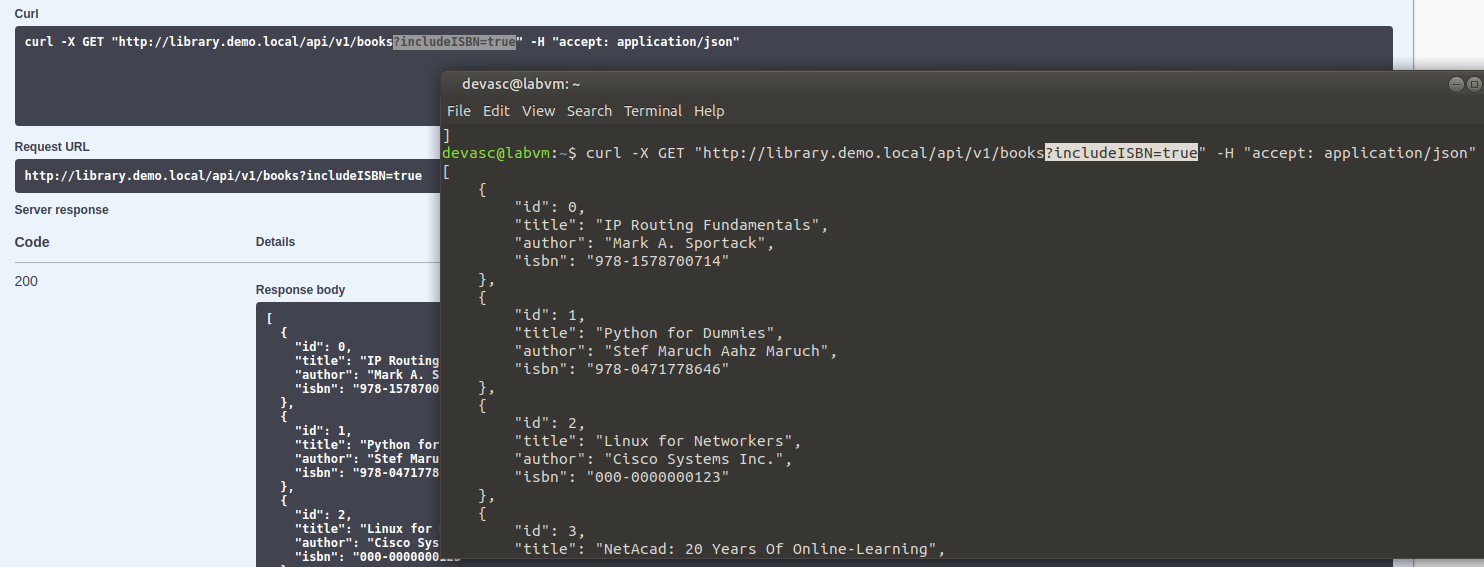 Curl
curl -X GET "http://library.demo.local/api/v1/books?includeISBN=true" -H "accept: application/json"
Request URL
http://library.demo.local/api/v1/books?includeISBN=true
Server response
Code
Details
200
Response body
[
  {
    "id": 0,
    "title": "IP Routing
    "author": "Mark A. S
    "isbn": "978-1578700
  },
  {
    "id": 1,
    "title": "Python for
    "author": "Stef Maru
    "isbn": "978-0471778
  },
  {
    "id": 2,
    "title": "Linux for
    "author": "Cisco Sys
    "isbn": "000-0000000123
devasc@labvm: ~
File Edit View Search Terminal Help
]
devasc@labvm:~$ curl -X GET "http://library.demo.local/api/v1/books?includeISBN=true" -H "accept: application/json"
[
    {
        "id": 0,
        "title": "IP Routing Fundamentals",
        "author": "Mark A. Sportack",
        "isbn": "978-1578700714"
    },
    {
        "id": 1,
        "title": "Python for Dummies",
        "author": "Stef Maruch Aahz Maruch",
        "isbn": "978-0471778646"
    },
    {
        "id": 2,
        "title": "Linux for Networkers",
        "author": "Cisco Systems Inc.",
        "isbn": "000-0000000123"
    },
    {
        "id": 3,
        "title": "NetAcad: 20 Years Of Online-Learning",